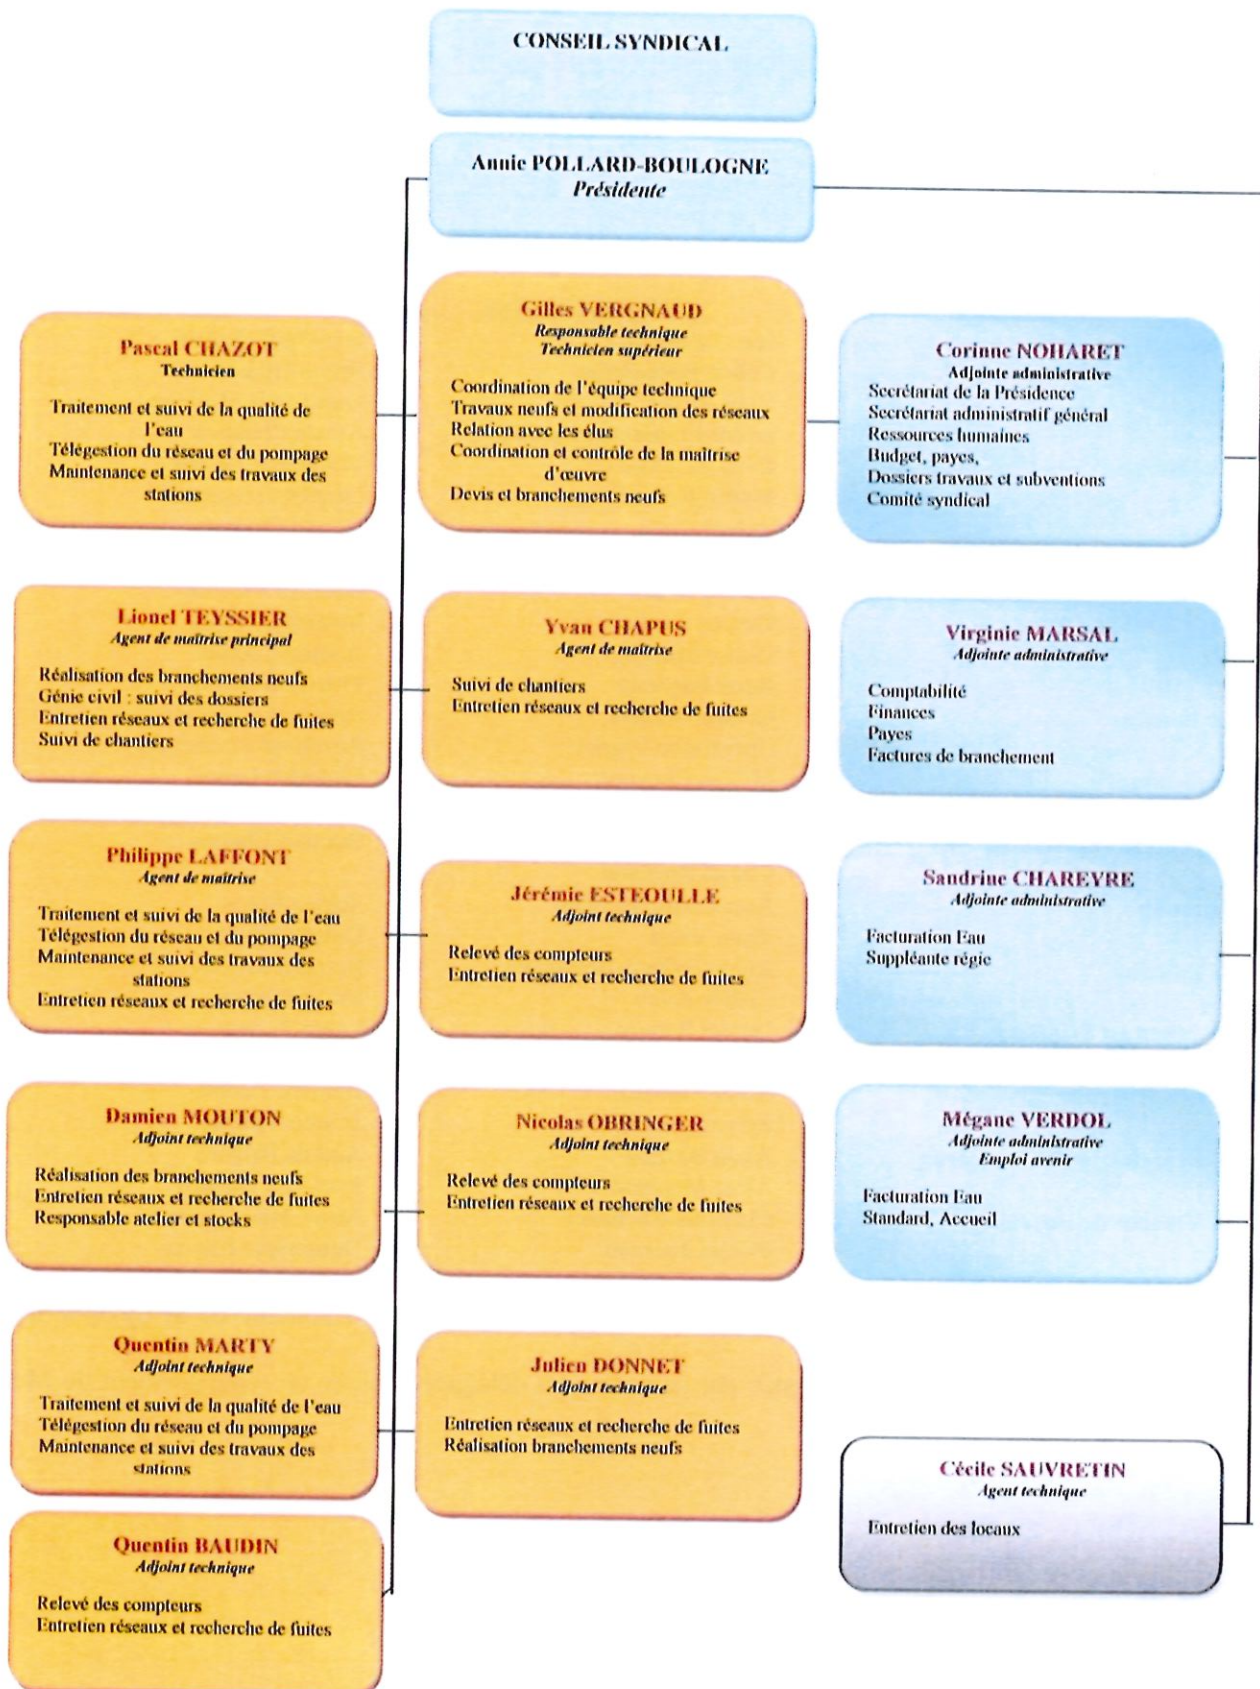 CONSEIL SYNDICAL
Annie POLLARD-BOULOGNE
Présidente
Pascal CHAZOT
Technicien
Traitement et suivi de la qualité de
l'eau
Télégestion du réseau et du pompage
Maintenance et suivi des travaux des
stations
Gilles VERGNAUD
Responsable technique
Technicien supérieur
Coordination de l'équipe technique
Travaux neufs et modification des réseaux
Relation avec les élus
Coordination et contrôle de la maîtrise
d'œuvre
Devis et branchements neufs
Corinne NOHARET
Adjointe administrative
Secrétariat de la Présidence
Secrétariat administratif général
Ressources humaines
Budget, payes,
Dossiers travaux et subventions
Comité syndical
Lionel TEYSSIER
Agent de maîtrise principal
Réalisation des branchements neufs
Génie civil : suivi des dossiers
Entretien réseaux et recherche de fuites
Suivi de chantiers
Yvan CHAPUS
Agent de maîtrise
Suivi de chantiers
Entretien réseaux et recherche de fuites
Virginie MARSAL
Adjointe administrative
Comptabilité
Finances
Payes
Factures de branchement
Philippe LAFFONT
Agent de maîtrise
Traitement et suivi de la qualité de l'eau
Télégestion du réseau et du pompage
Maintenance et suivi des travaux des
stations
Entretien réseaux et recherche de fuites
Jérémie ESTEOULLE
Adjoint technique
Relevé des compteurs
Entretien réseaux et recherche de fuites
Sandrine CHAREYRE
Adjointe administrative
Facturation Eau
Suppléante régie
Damien MOUTON
Adjoint technique
Réalisation des branchements neufs
Entretien réseaux et recherche de fuites
Responsable atelier et stocks
Nicolas OBRINGER
Adjoint technique
Relevé des compteurs
Entretien réseaux et recherche de fuites
Mégane VERDOL
Adjointe administrative
Emploi avenir
Facturation Eau
Standard, Accueil
Quentin MARTY
Adjoint technique
Traitement et suivi de la qualité de l'eau
Télégestion du réseau et du pompage
Maintenance et suivi des travaux des
stations
Julien DONNET
Adjoint technique
Entretien réseaux et recherche de fuites
Réalisation branchements neufs
Cécile SAUVRETIN
Agent technique
Entretien des locaux
Quentin BAUDIN
Adjoint technique
Relevé des compteurs
Entretien réseaux et recherche de fuites